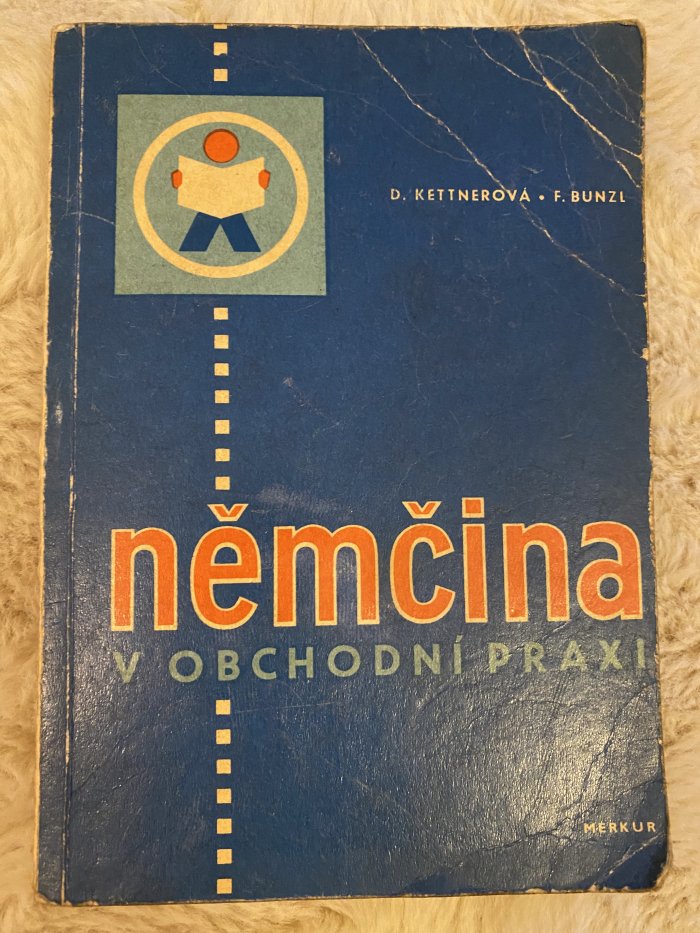 D. KETTNEROVÁ • F. BUNZL
němčina
V OBCHODNÍ PRAXI
MERKUR